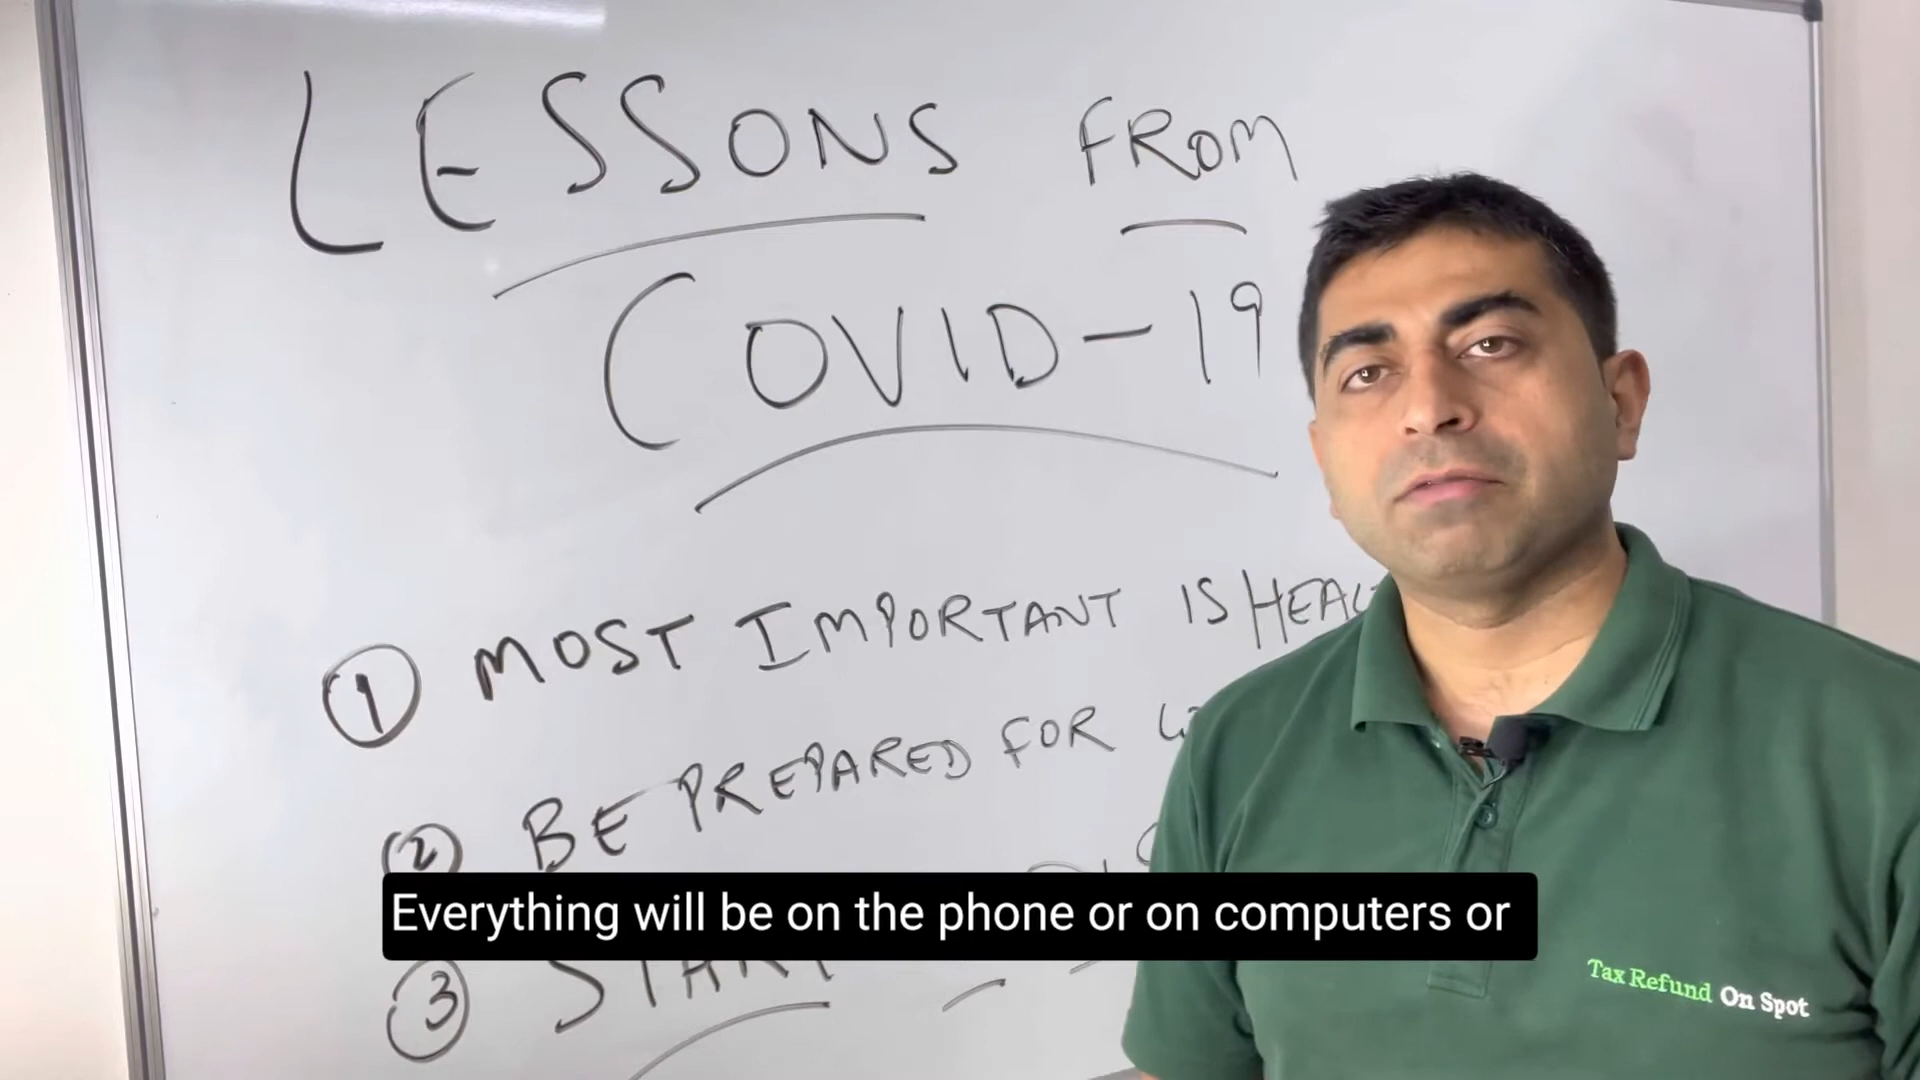 LESSONS FROM
COVID-19
1 MOST IMPORTANT IS
2 BE PREPARED FOR
Everything will be on the phone or on computers or
3 START
Tax Refund On Spot